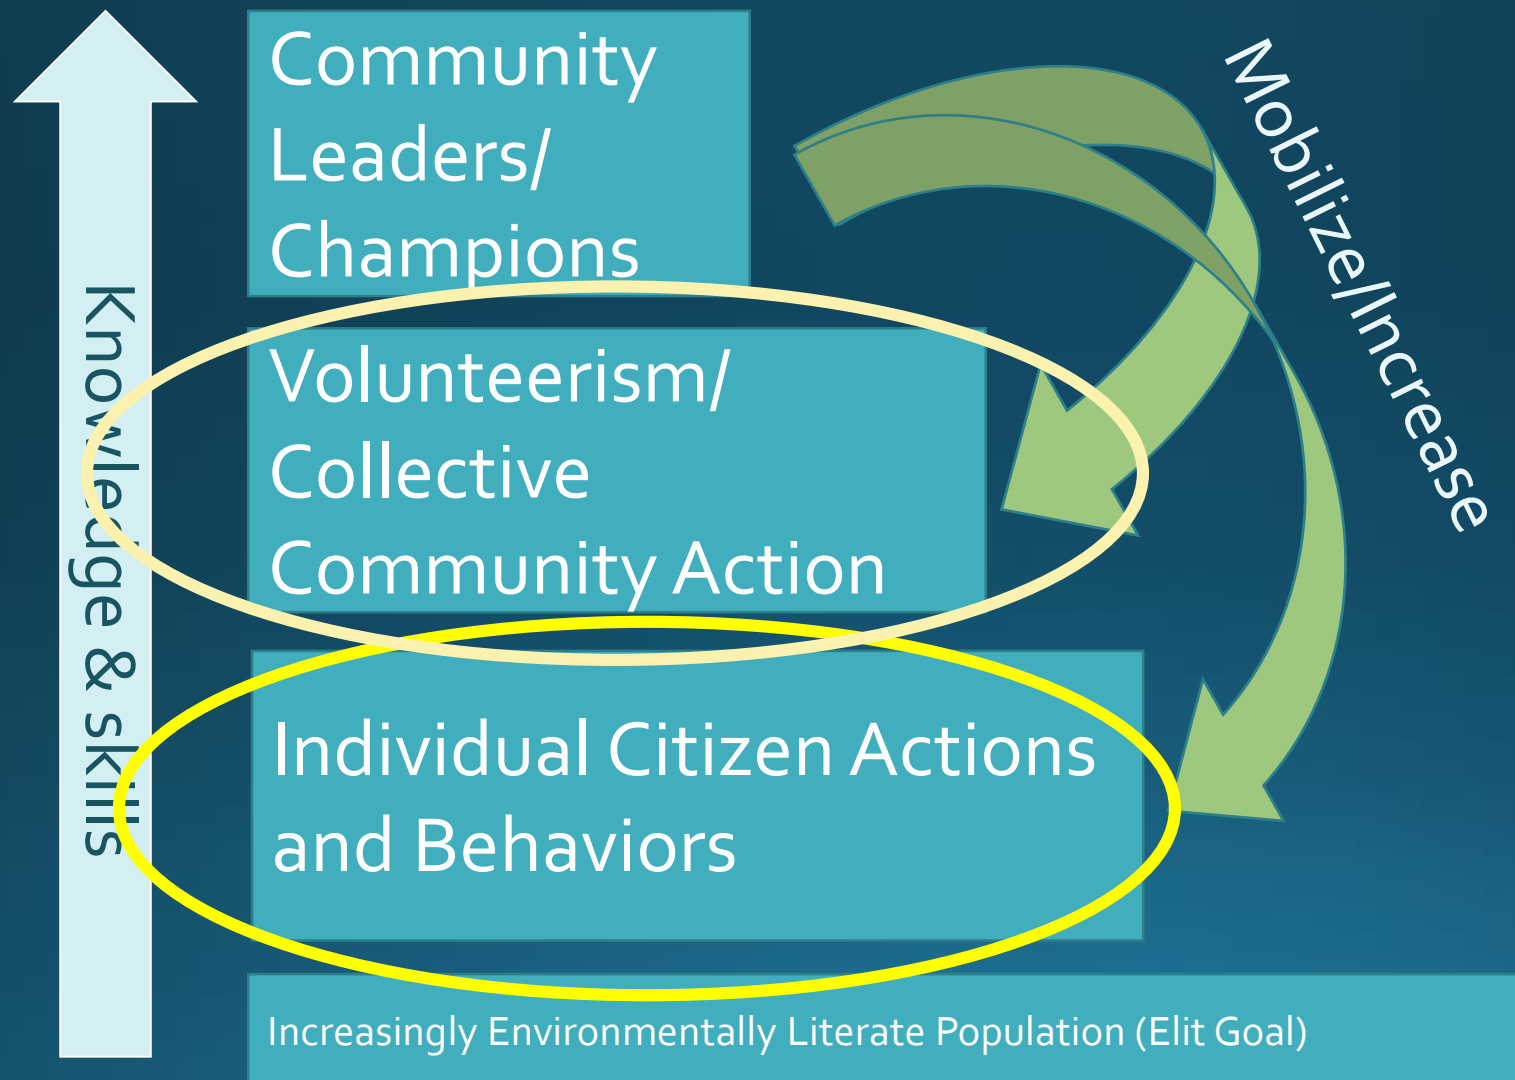 Community
Leaders/
Champions
Mobilize/Increase
Knowledge & skills
Volunteerism/
Collective
Community Action
Individual Citizen Actions
and Behaviors
Increasingly Environmentally Literate Population (Elit Goal)